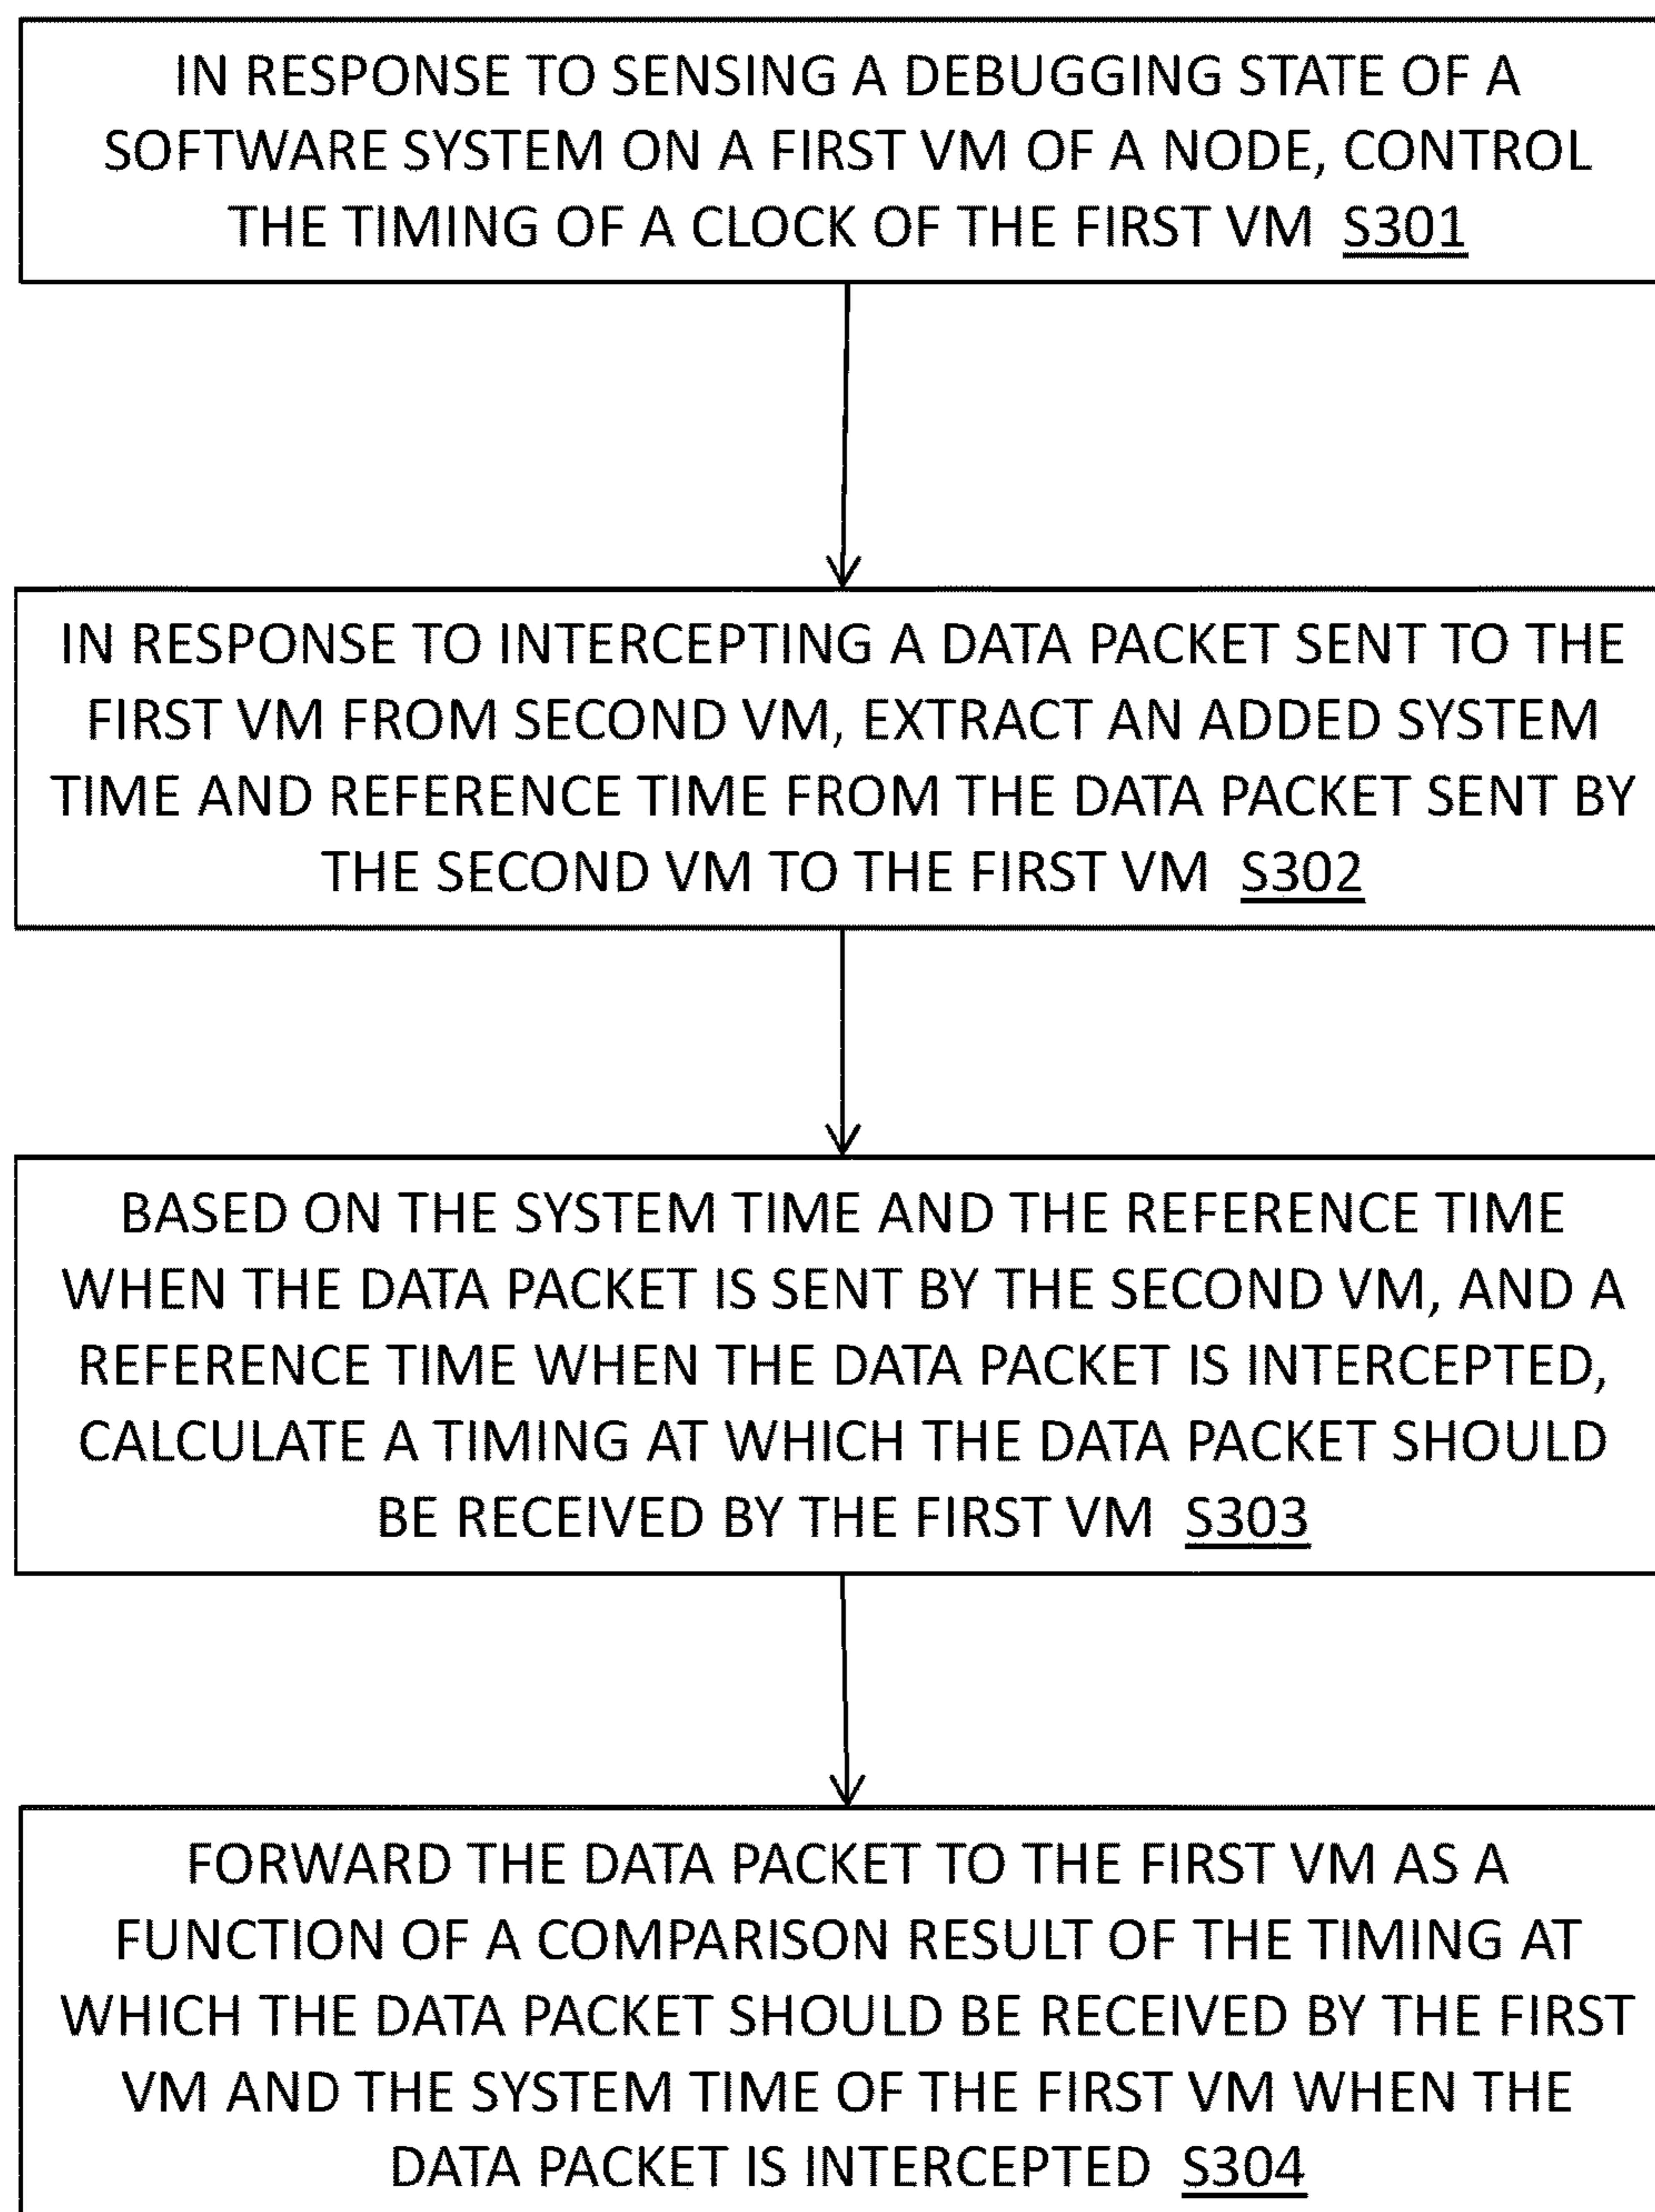 IN RESPONSE TO SENSING A DEBUGGING STATE OF A
SOFTWARE SYSTEM ON A FIRST VM OF A NODE, CONTROL
THE TIMING OF A CLOCK OF THE FIRST VM S301
IN RESPONSE TO INTERCEPTING A DATA PACKET SENT TO THE
FIRST VM FROM SECOND VM, EXTRACT AN ADDED SYSTEM
TIME AND REFERENCE TIME FROM THE DATA PACKET SENT BY
THE SECOND VM TO THE FIRST VM S302
BASED ON THE SYSTEM TIME AND THE REFERENCE TIME
WHEN THE DATA PACKET IS SENT BY THE SECOND VM, AND A
REFERENCE TIME WHEN THE DATA PACKET IS INTERCEPTED,
CALCULATE A TIMING AT WHICH THE DATA PACKET SHOULD
BE RECEIVED BY THE FIRST VM S303
FORWARD THE DATA PACKET TO THE FIRST VM AS A
FUNCTION OF A COMPARISON RESULT OF THE TIMING AT
WHICH THE DATA PACKET SHOULD BE RECEIVED BY THE FIRST
VM AND THE SYSTEM TIME OF THE FIRST VM WHEN THE
DATA PACKET IS INTERCEPTED S304